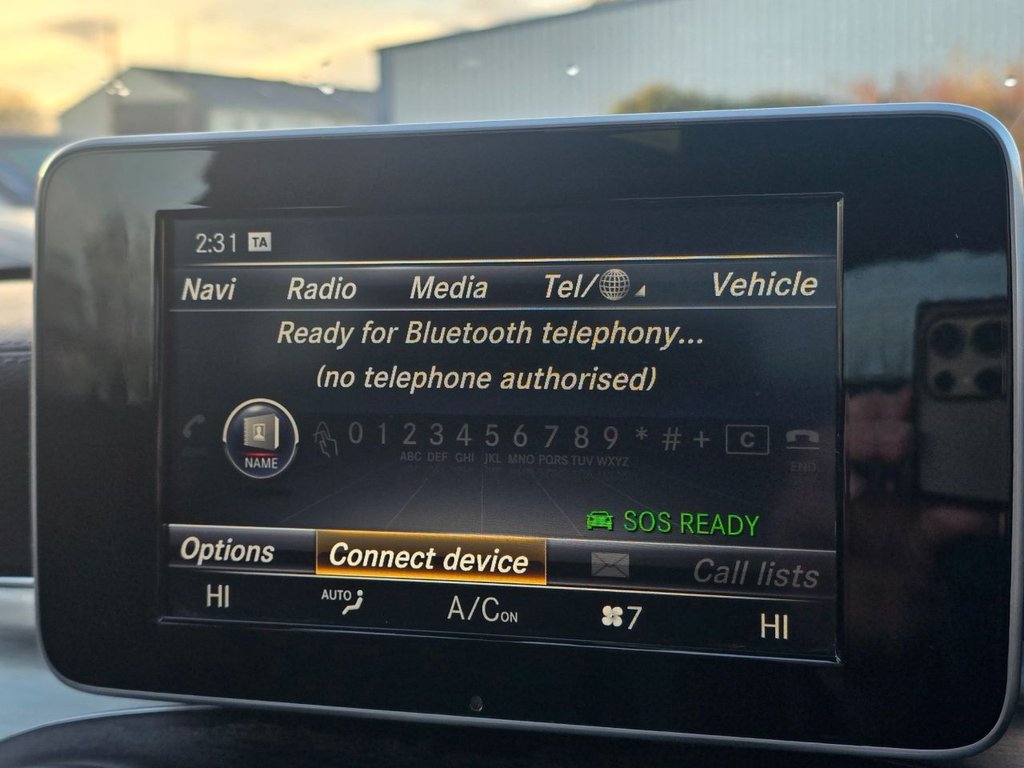 2:31 TA
Navi Radio Media Tel/ Vehicle
Ready for Bluetooth telephony...
(no telephone authorised)
0 1 2 3 4 5 6 7 8 9 * # + C
ABC DEF GHI JKL MNO PQRS TUV WXYZ
NAME END
SOS READY
Options Connect device Call lists
HI AUTO A/C ON 7 HI